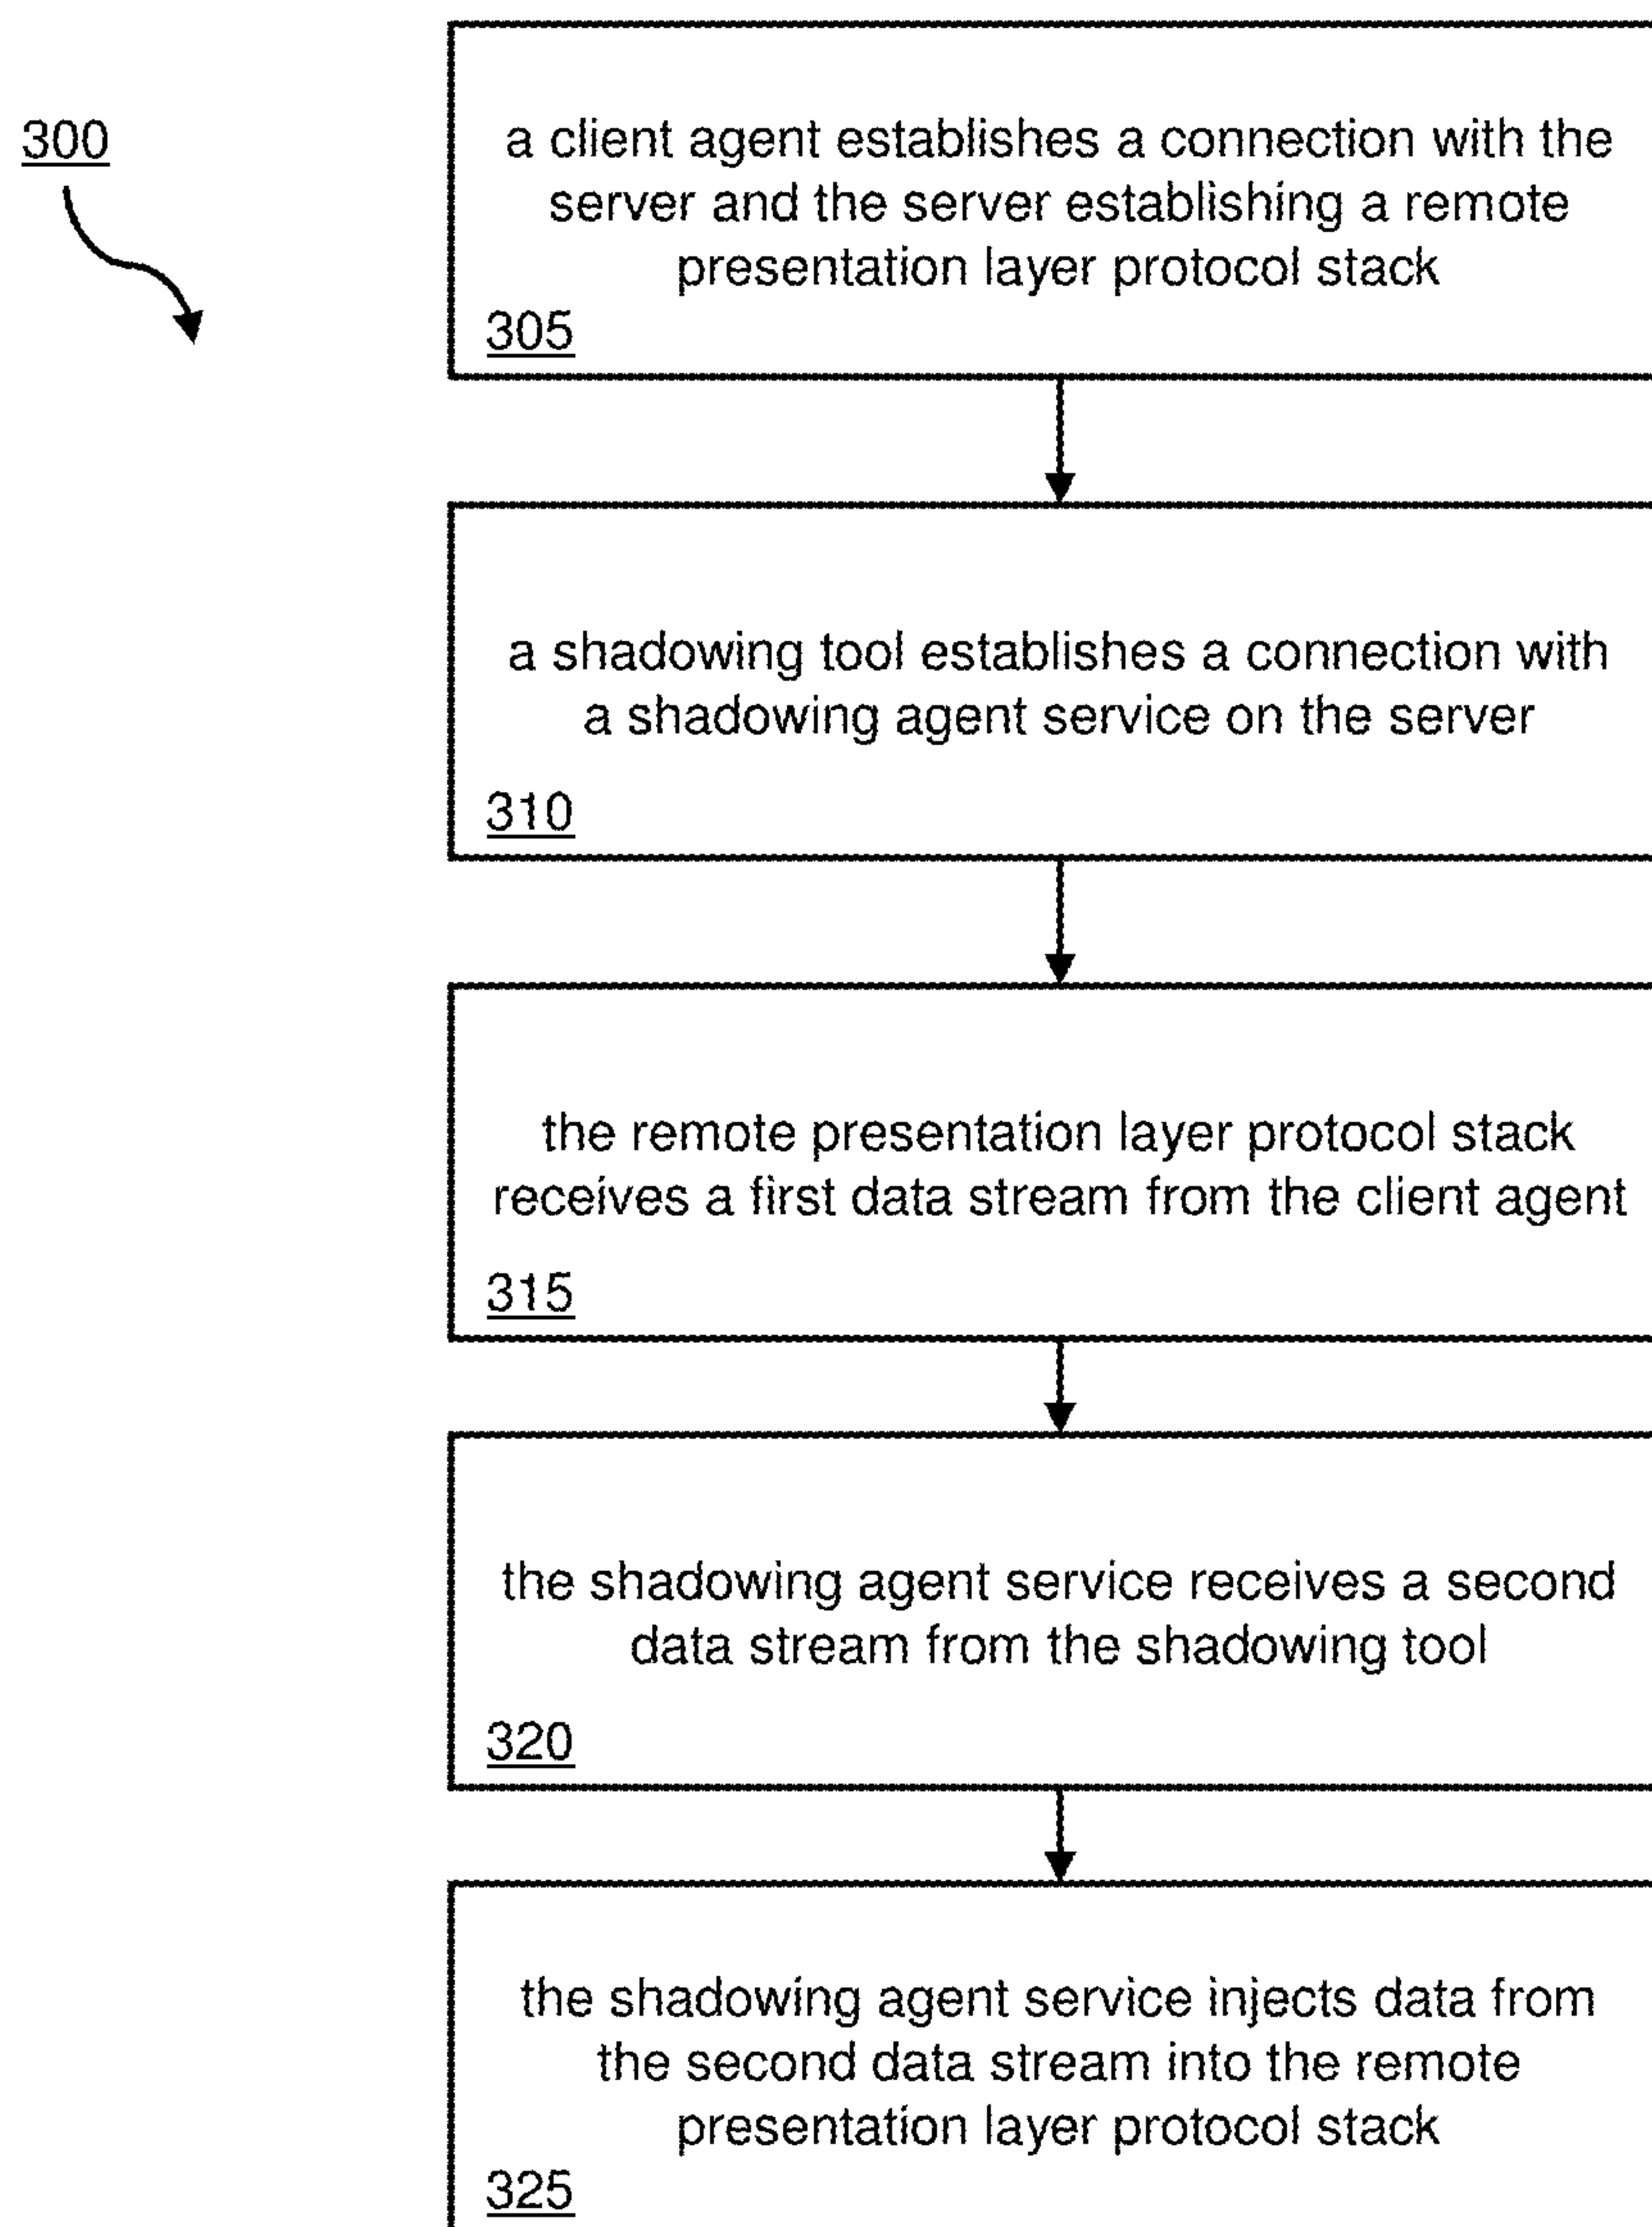 300
a client agent establishes a connection with the
server and the server establishing a remote
presentation layer protocol stack
305
a shadowing tool establishes a connection with
a shadowing agent service on the server
310
the remote presentation layer protocol stack
receives a first data stream from the client agent
315
the shadowing agent service receives a second
data stream from the shadowing tool
320
the shadowing agent service injects data from
the second data stream into the remote
presentation layer protocol stack
325